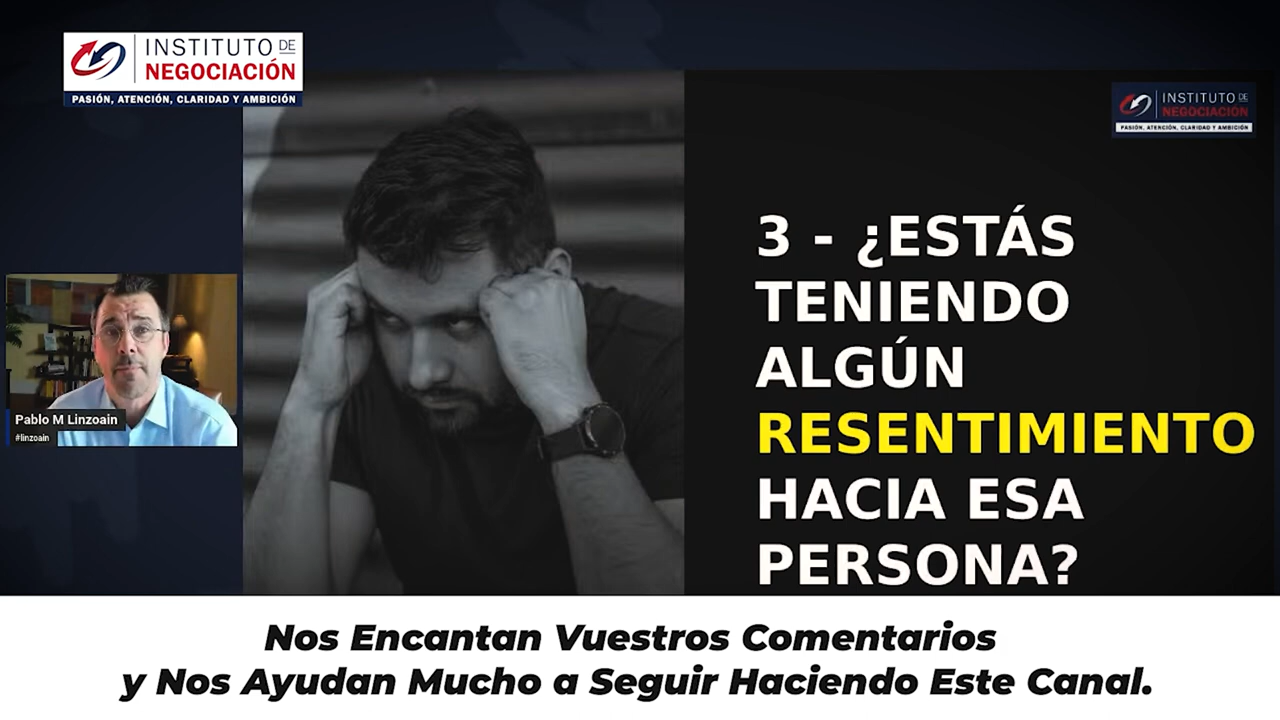 INSTITUTO DE
NEGOCIACIÓN
PASIÓN, ATENCIÓN, CLARIDAD Y AMBICIÓN
INSTITUTO DE
NEGOCIACIÓN
PASIÓN, ATENCIÓN, CLARIDAD Y AMBICIÓN
3 - ¿ESTÁS
TENIENDO
ALGÚN
RESENTIMIENTO
HACIA ESA
PERSONA?
Pablo M Linzoain
#linzoain
Nos Encantan Vuestros Comentarios
y Nos Ayudan Mucho a Seguir Haciendo Este Canal.